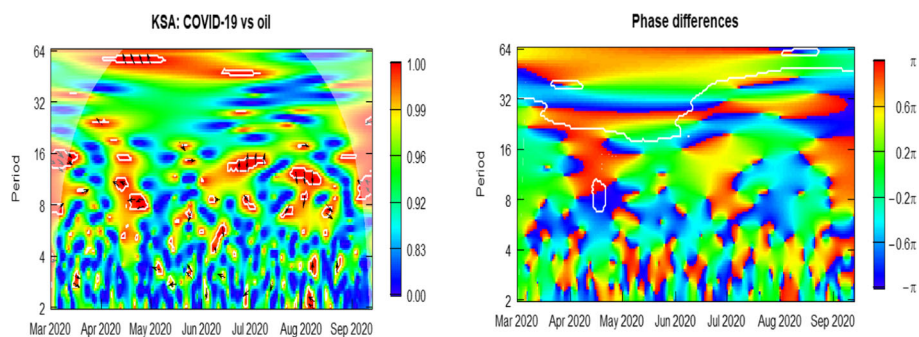 KSA: COVID-19 vs oil
64
32
16
8
4
2
Period
Mar 2020 Apr 2020 May 2020 Jun 2020 Jul 2020 Aug 2020 Sep 2020
1.00
0.99
0.96
0.92
0.83
0.00
Phase differences
64
32
16
8
4
2
Period
Mar 2020 Apr 2020 May 2020 Jun 2020 Jul 2020 Aug 2020 Sep 2020
π
0.6π
0.2π
-0.2π
-0.6π
-π